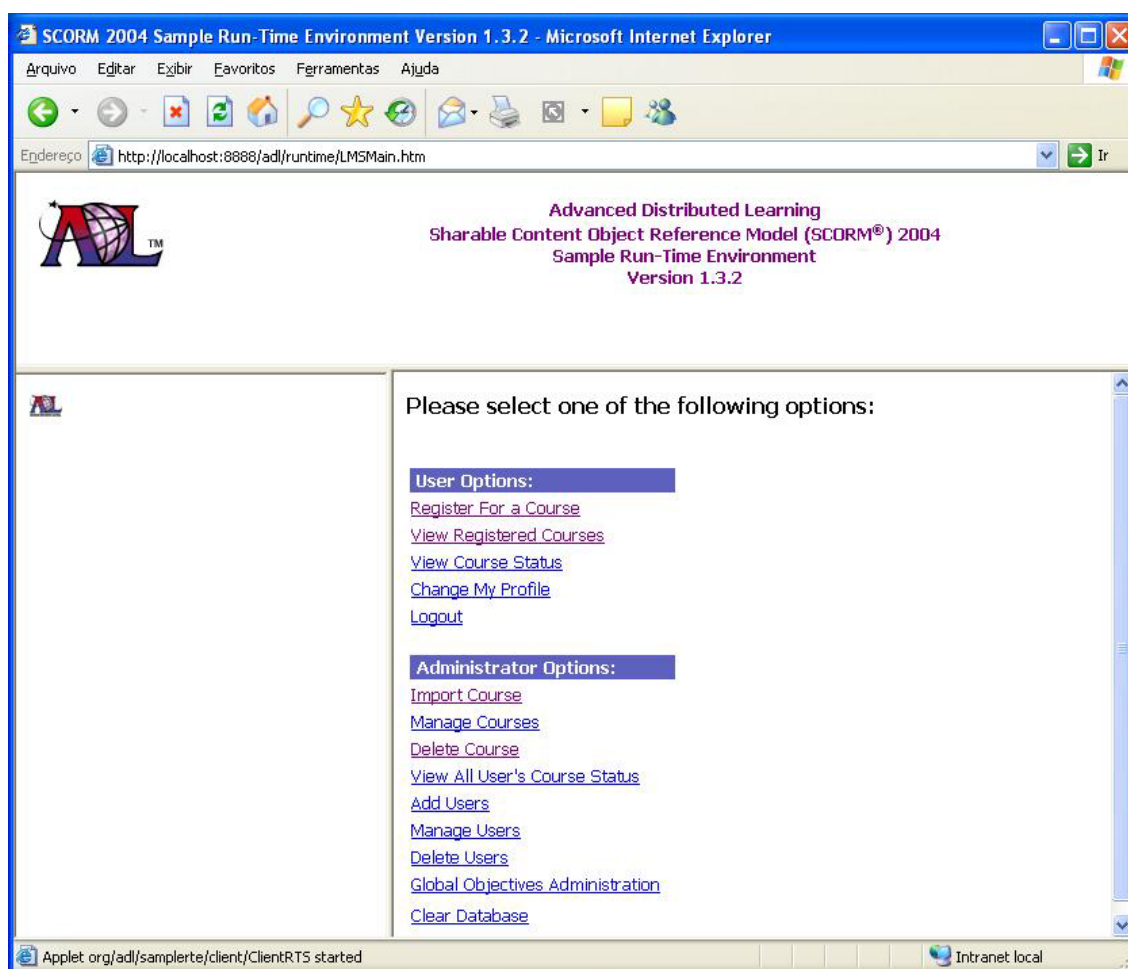 SCORM 2004 Sample Run-Time Environment Version 1.3.2 - Microsoft Internet Explorer
Arquivo Editar Exibir Favoritos Ferramentas Ajuda
Endereço http://localhost:8888/adl/runtime/LMSMain.htm Ir
ADL TM
Advanced Distributed Learning
Sharable Content Object Reference Model (SCORM®) 2004
Sample Run-Time Environment
Version 1.3.2
ADL
Please select one of the following options:
User Options:
Register For a Course
View Registered Courses
View Course Status
Change My Profile
Logout
Administrator Options:
Import Course
Manage Courses
Delete Course
View All User's Course Status
Add Users
Manage Users
Delete Users
Global Objectives Administration
Clear Database
Applet org/adl/samplerte/client/ClientRTS started Intranet local